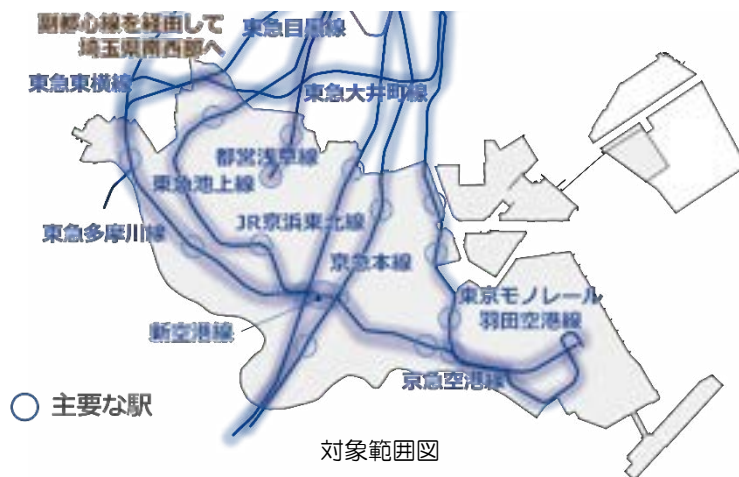 副都心線を経由して
埼玉県南西部へ
東急目黒線
東急東横線
東急大井町線
都営浅草線
東急池上線
JR京浜東北線
東急多摩川線
京急本線
東京モノレール
羽田空港線
新空港線
京急空港線
主要な駅
対象範囲図